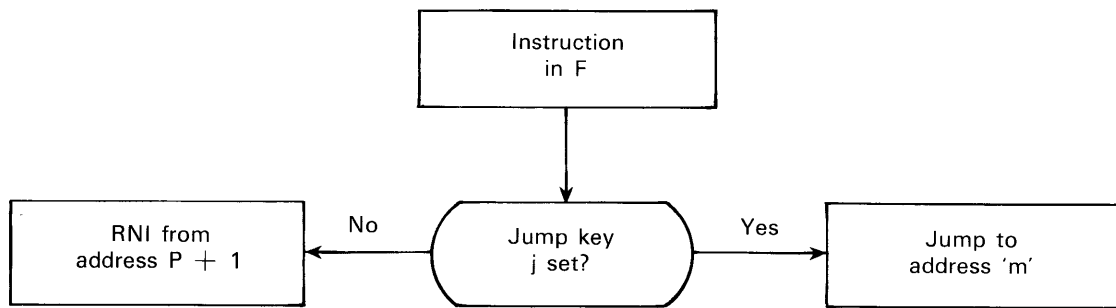 Instruction
in F
No
Yes
RNI from
address P + 1
Jump key
j set?
Jump to
address 'm'